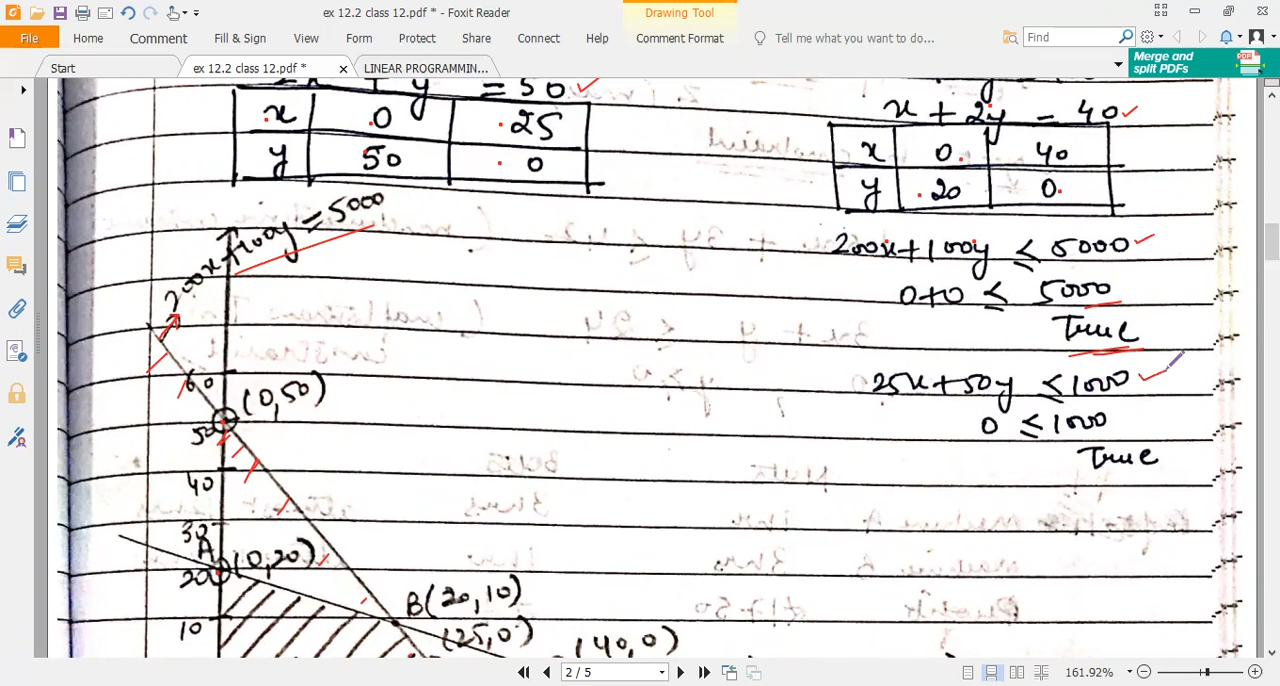 ex 12.2 class 12.pdf * - Foxit Reader
Drawing Tool
File Home Comment Fill & Sign View Form Protect Share Connect Help Comment Format Tell me what you want to do... Find
Start ex 12.2 class 12.pdf * LINEAR PROGRAMMIN...
Merge and split PDFs
2x + y = 50
x 0 25
y 50 0
x + 2y = 40
x 0 40
y 20 0
200x+100y = 5000
200x+100y ≤ 5000
0+0 ≤ 5000
True
25x+50y ≤ 1000
0 ≤ 1000
True
60
50 (0,50)
40
30
A
20 (0,20)
B(20,10)
10
(25,0)
(40,0)
2 / 5
161.92%